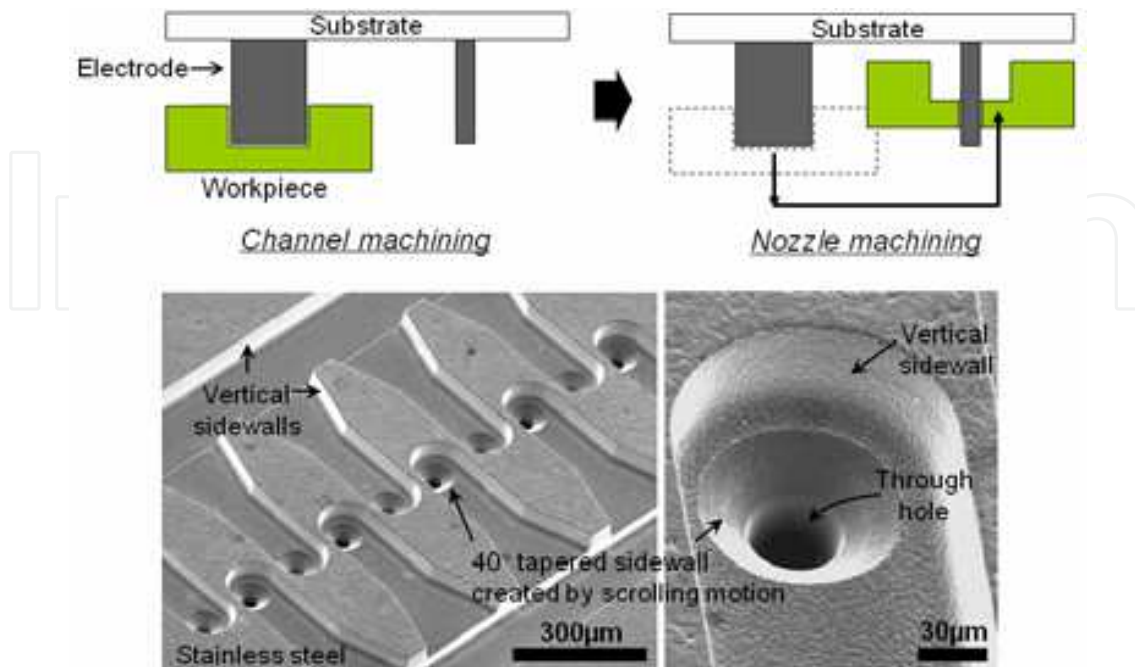 Substrate
Electrode
Workpiece
Channel machining
Substrate
Nozzle machining
Vertical
sidewalls
40° tapered sidewall
created by scrolling motion
Stainless steel
300µm
Vertical
sidewall
Through
hole
30µm